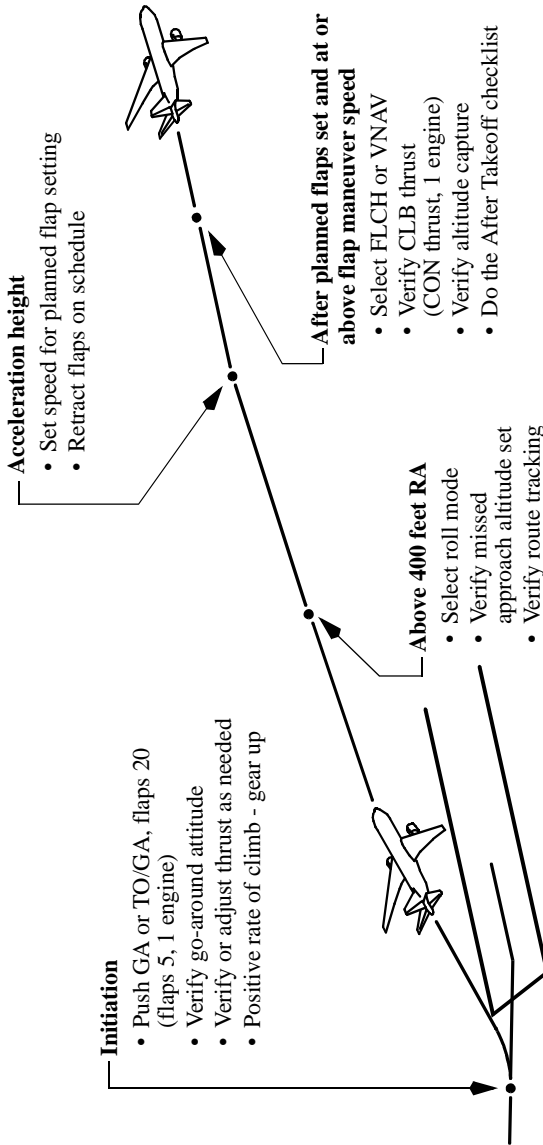 Initiation
• Push GA or TO/GA, flaps 20
(flaps 5, 1 engine)
• Verify go-around attitude
• Verify or adjust thrust as needed
• Positive rate of climb - gear up
Above 400 feet RA
• Select roll mode
• Verify missed
approach altitude set
• Verify route tracking
Acceleration height
• Set speed for planned flap setting
• Retract flaps on schedule
After planned flaps set and at or
above flap maneuver speed
• Select FLCH or VNAV
• Verify CLB thrust
(CON thrust, 1 engine)
• Verify altitude capture
• Do the After Takeoff checklist